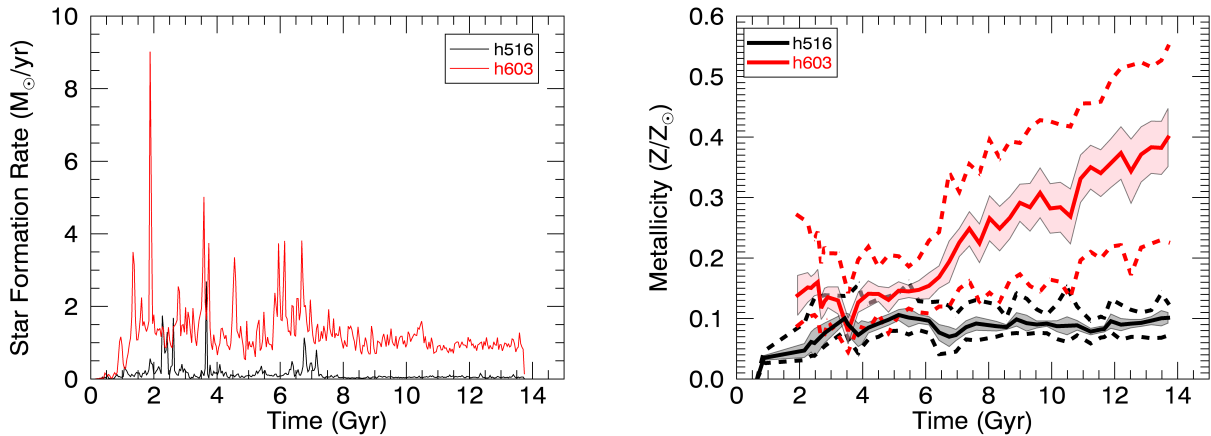 Star Formation Rate (M☉/yr)
10
8
6
4
2
0
h516
h603
0 2 4 6 8 10 12 14
Time (Gyr)
Metallicity (Z/Z☉)
0.6
0.5
0.4
0.3
0.2
0.1
0.0
h516
h603
0 2 4 6 8 10 12 14
Time (Gyr)